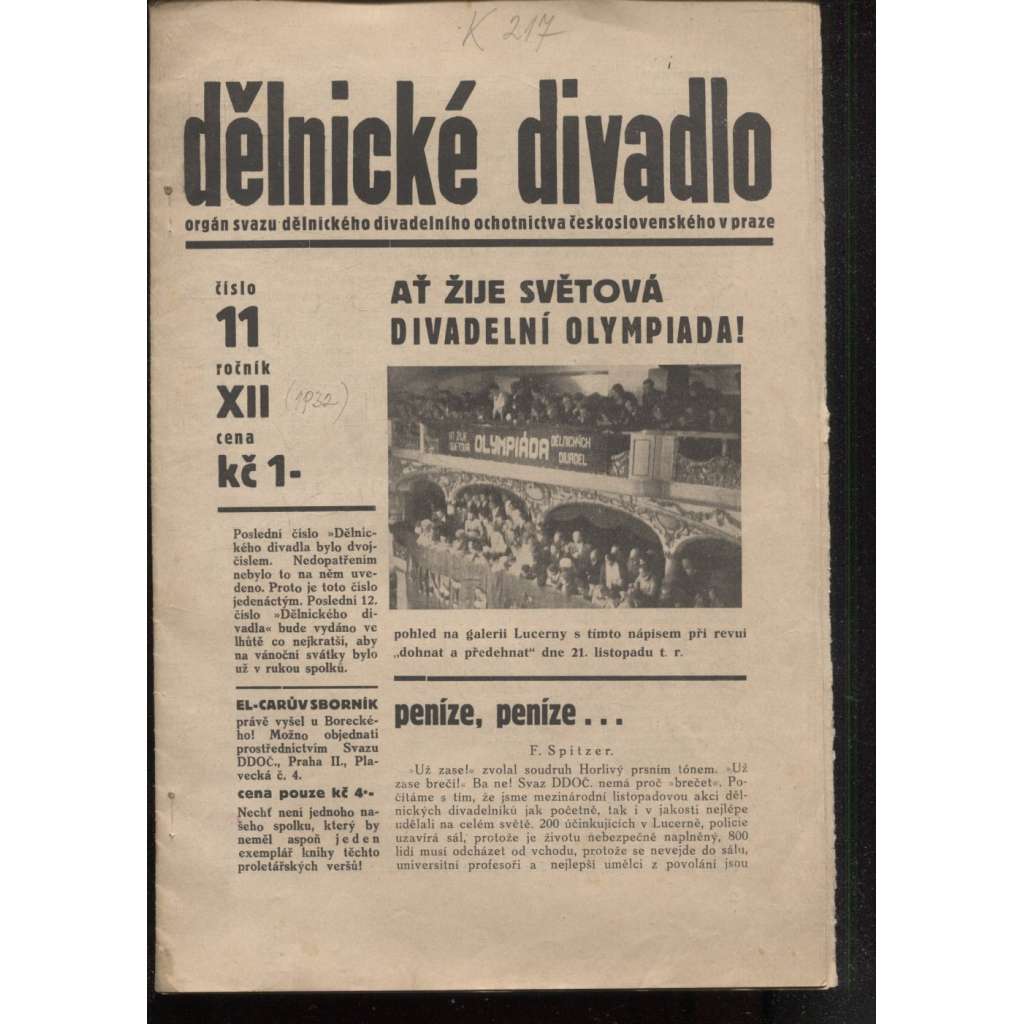 K 217
dělnické divadlo
orgán svazu dělnického divadelního ochotnictva československého v praze
číslo
11
ročník
XII (1932)
cena
kč 1-
Poslední číslo »Dělnic-
kého divadla bylo dvoj-
číslem. Nedopatřením
nebylo to na něm uve-
deno. Proto je toto číslo
jedenáctým. Poslední 12.
číslo »Dělnického di-
vadla« bude vydáno ve
lhůtě co nejkratší, aby
na vánoční svátky bylo
už v rukou spolků.
EL-CARŮV SBORNÍK
právě vyšel u Borecké-
ho! Možno objednati
prostřednictvím Svazu
DDOČ., Praha II., Pla-
vecká č. 4.
cena pouze kč 4·-
Nechť není jednoho na-
šeho spolku, který by
neměl aspoň jeden
exemplář knihy těchto
proletářských veršů!
AŤ ŽIJE SVĚTOVÁ
DIVADELNÍ OLYMPIADA!
AŤ ŽIJE
SVĚTOVÁ
OLYMPIÁDA
DĚLNICKÝCH
DIVADEL
pohled na galerii Lucerny s tímto nápisem při revui
„dohnat a předehnat“ dne 21. listopadu t. r.
peníze, peníze . . .
F. Spitzer.
»Už zase!« zvolal soudruh Horlivý prsním tónem. »Už
zase brečí!« Ba ne! Svaz DDOČ. nemá proč »brečet«. Po-
čítáme s tím, že jsme mezinárodní listopadovou akci děl-
nických divadelníků jak početně, tak i v jakosti nejlépe
udělali na celém světě. 200 účinkujících v Lucerně, policie
uzavírá sál, protože je životu nebezpečně naplněný, 800
lidí musí odcházet od vchodu, protože se nevejde do sálu,
universitní profesoři a nejlepší umělci z povolání jsou